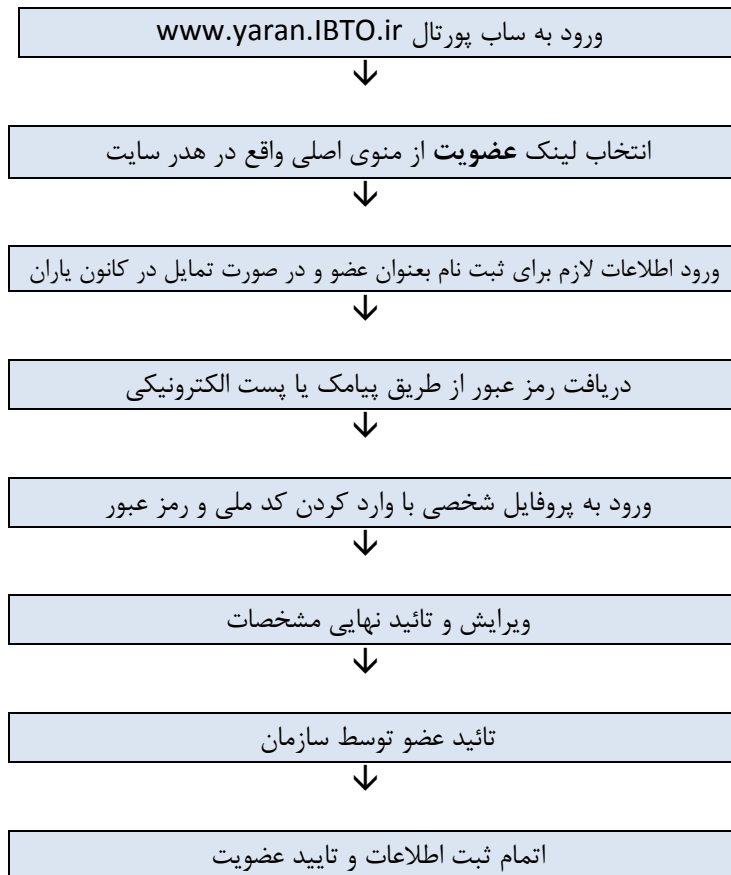 ورود به ساب پورتال www.yaran.IBTO.ir
انتخاب لینک عضویت از منوی اصلی واقع در هدر سایت
ورود اطلاعات لازم برای ثبت نام بعنوان عضو و در صورت تمایل در کانون یاران
دریافت رمز عبور از طریق پیامک یا پست الکترونیکی
ورود به پروفایل شخصی با وارد کردن کد ملی و رمز عبور
ویرایش و تائید نهایی مشخصات
تائید عضو توسط سازمان
اتمام ثبت اطلاعات و تایید عضویت